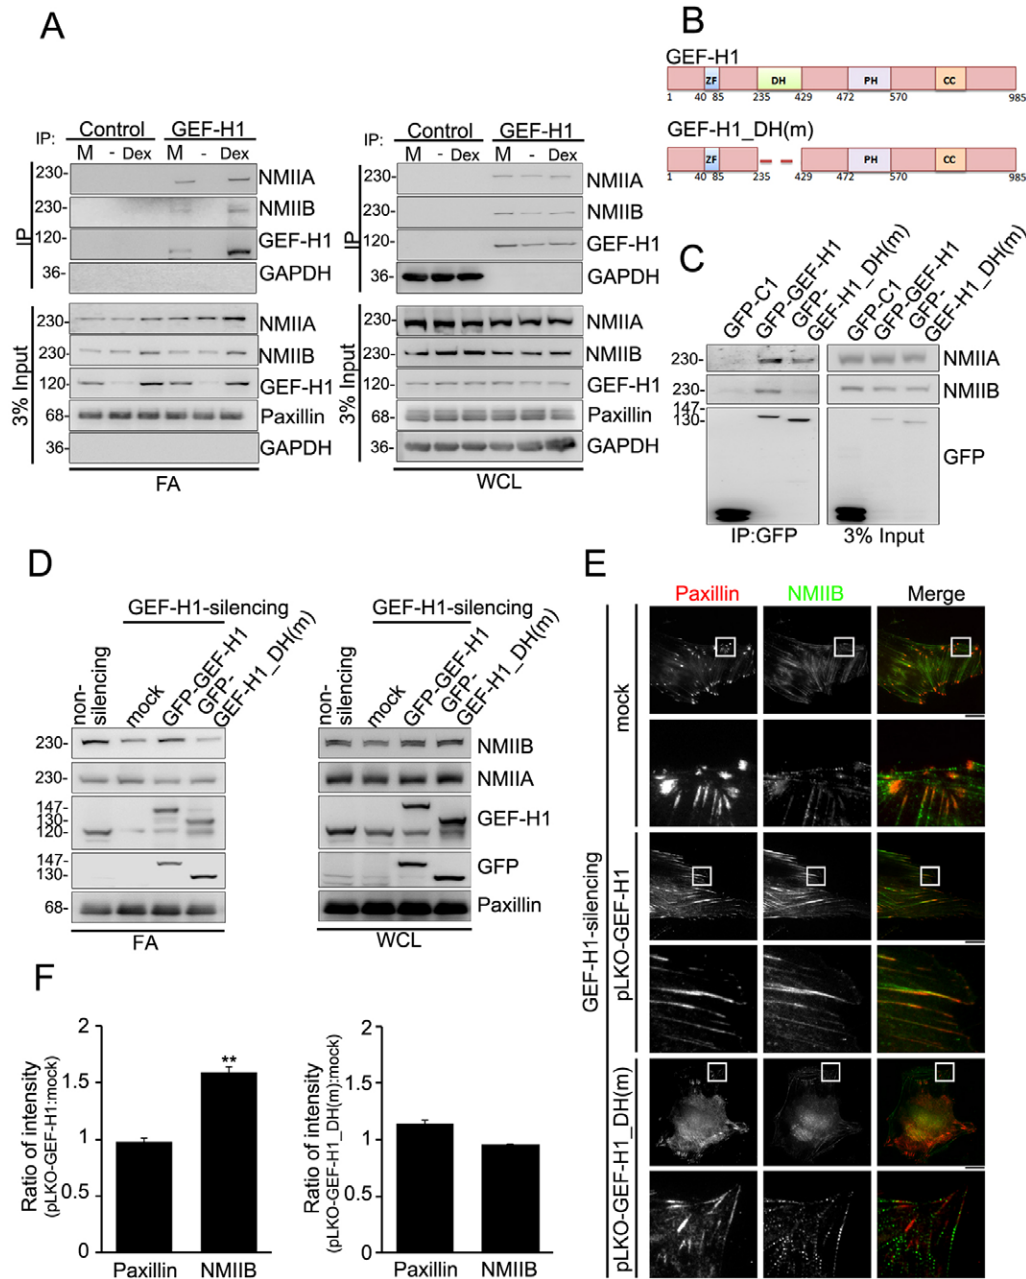 A
IP: Control GEF-H1
M - Dex M - Dex
IP
230- NMIIA
230- NMIIB
120- GEF-H1
36- GAPDH
3% Input
230- NMIIA
230- NMIIB
120- GEF-H1
68- Paxillin
36- GAPDH
FA
IP: Control GEF-H1
M - Dex M - Dex
IP
230- NMIIA
230- NMIIB
120- GEF-H1
36- GAPDH
3% Input
230- NMIIA
230- NMIIB
120- GEF-H1
68- Paxillin
36- GAPDH
WCL
B
GEF-H1
ZF DH PH CC
1 40 85 235 429 472 570 985
GEF-H1_DH(m)
ZF PH CC
1 40 85 235 429 472 570 985
C
GFP-C1
GFP-GEF-H1
GFP-
GEF-H1_DH(m)
GFP-C1
GFP-GEF-H1
GFP-
GEF-H1_DH(m)
230- NMIIA
230- NMIIB
147-
130-
GFP
IP:GFP 3% Input
D
GEF-H1-silencing
non-
silencing
mock
GFP-GEF-H1
GFP-
GEF-H1_DH(m)
230-
230-
147-
130-
120-
147-
130-
68-
FA
GEF-H1-silencing
non-
silencing
mock
GFP-GEF-H1
GFP-
GEF-H1_DH(m)
NMIIB
NMIIA
GEF-H1
GFP
Paxillin
WCL
E
Paxillin NMIIB Merge
mock
GEF-H1-silencing
pLKO-GEF-H1
pLKO-GEF-H1_DH(m)
F
Ratio of intensity
(pLKO-GEF-H1:mock)
2
1.5
1
0.5
0
**
Paxillin NMIIB
Ratio of intensity
(pLKO-GEF-H1_DH(m):mock)
2
1.5
1
0.5
0
Paxillin NMIIB